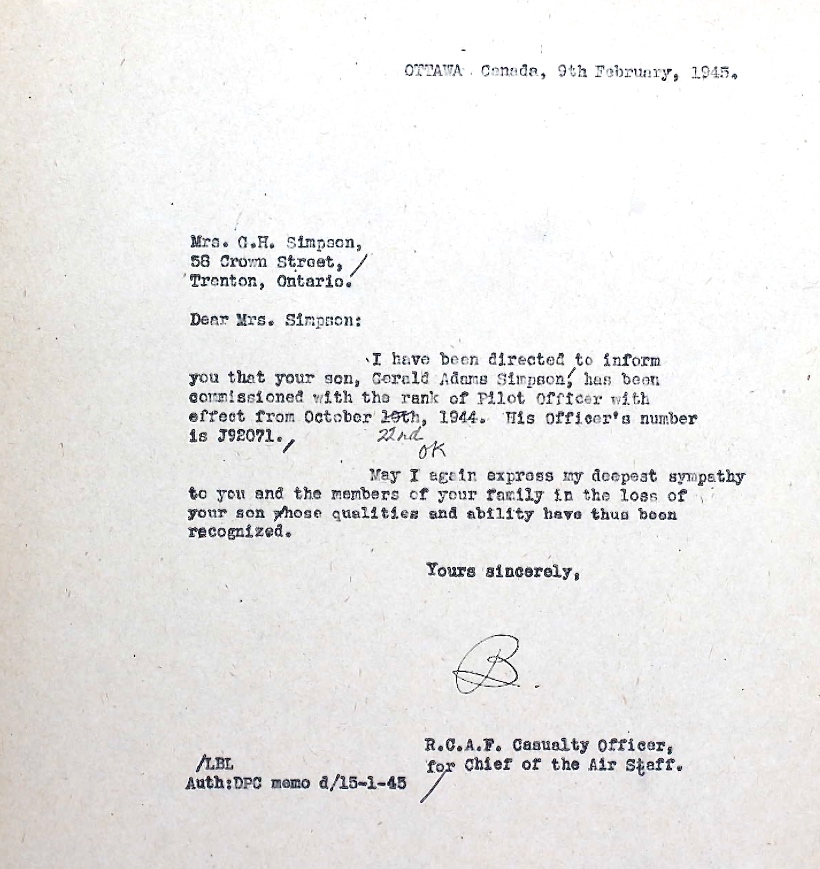 OTTAWA Canada, 9th February, 1945.
Mrs. G.H. Simpson,
58 Crown Street,
Trenton, Ontario.
Dear Mrs. Simpson:
I have been directed to inform
you that your son, Gerald Adams Simpson, has been
commissioned with the rank of Pilot Officer with
effect from October 19th, 1944. His Officer's number
is J92071.
22nd
OK
May I again express my deepest sympathy
to you and the members of your family in the loss of
your son whose qualities and ability have thus been
recognized.
Yours sincerely,
B.
R.C.A.F. Casualty Officer,
for Chief of the Air Staff.
/LBL
Auth:DPC memo d/15-1-45